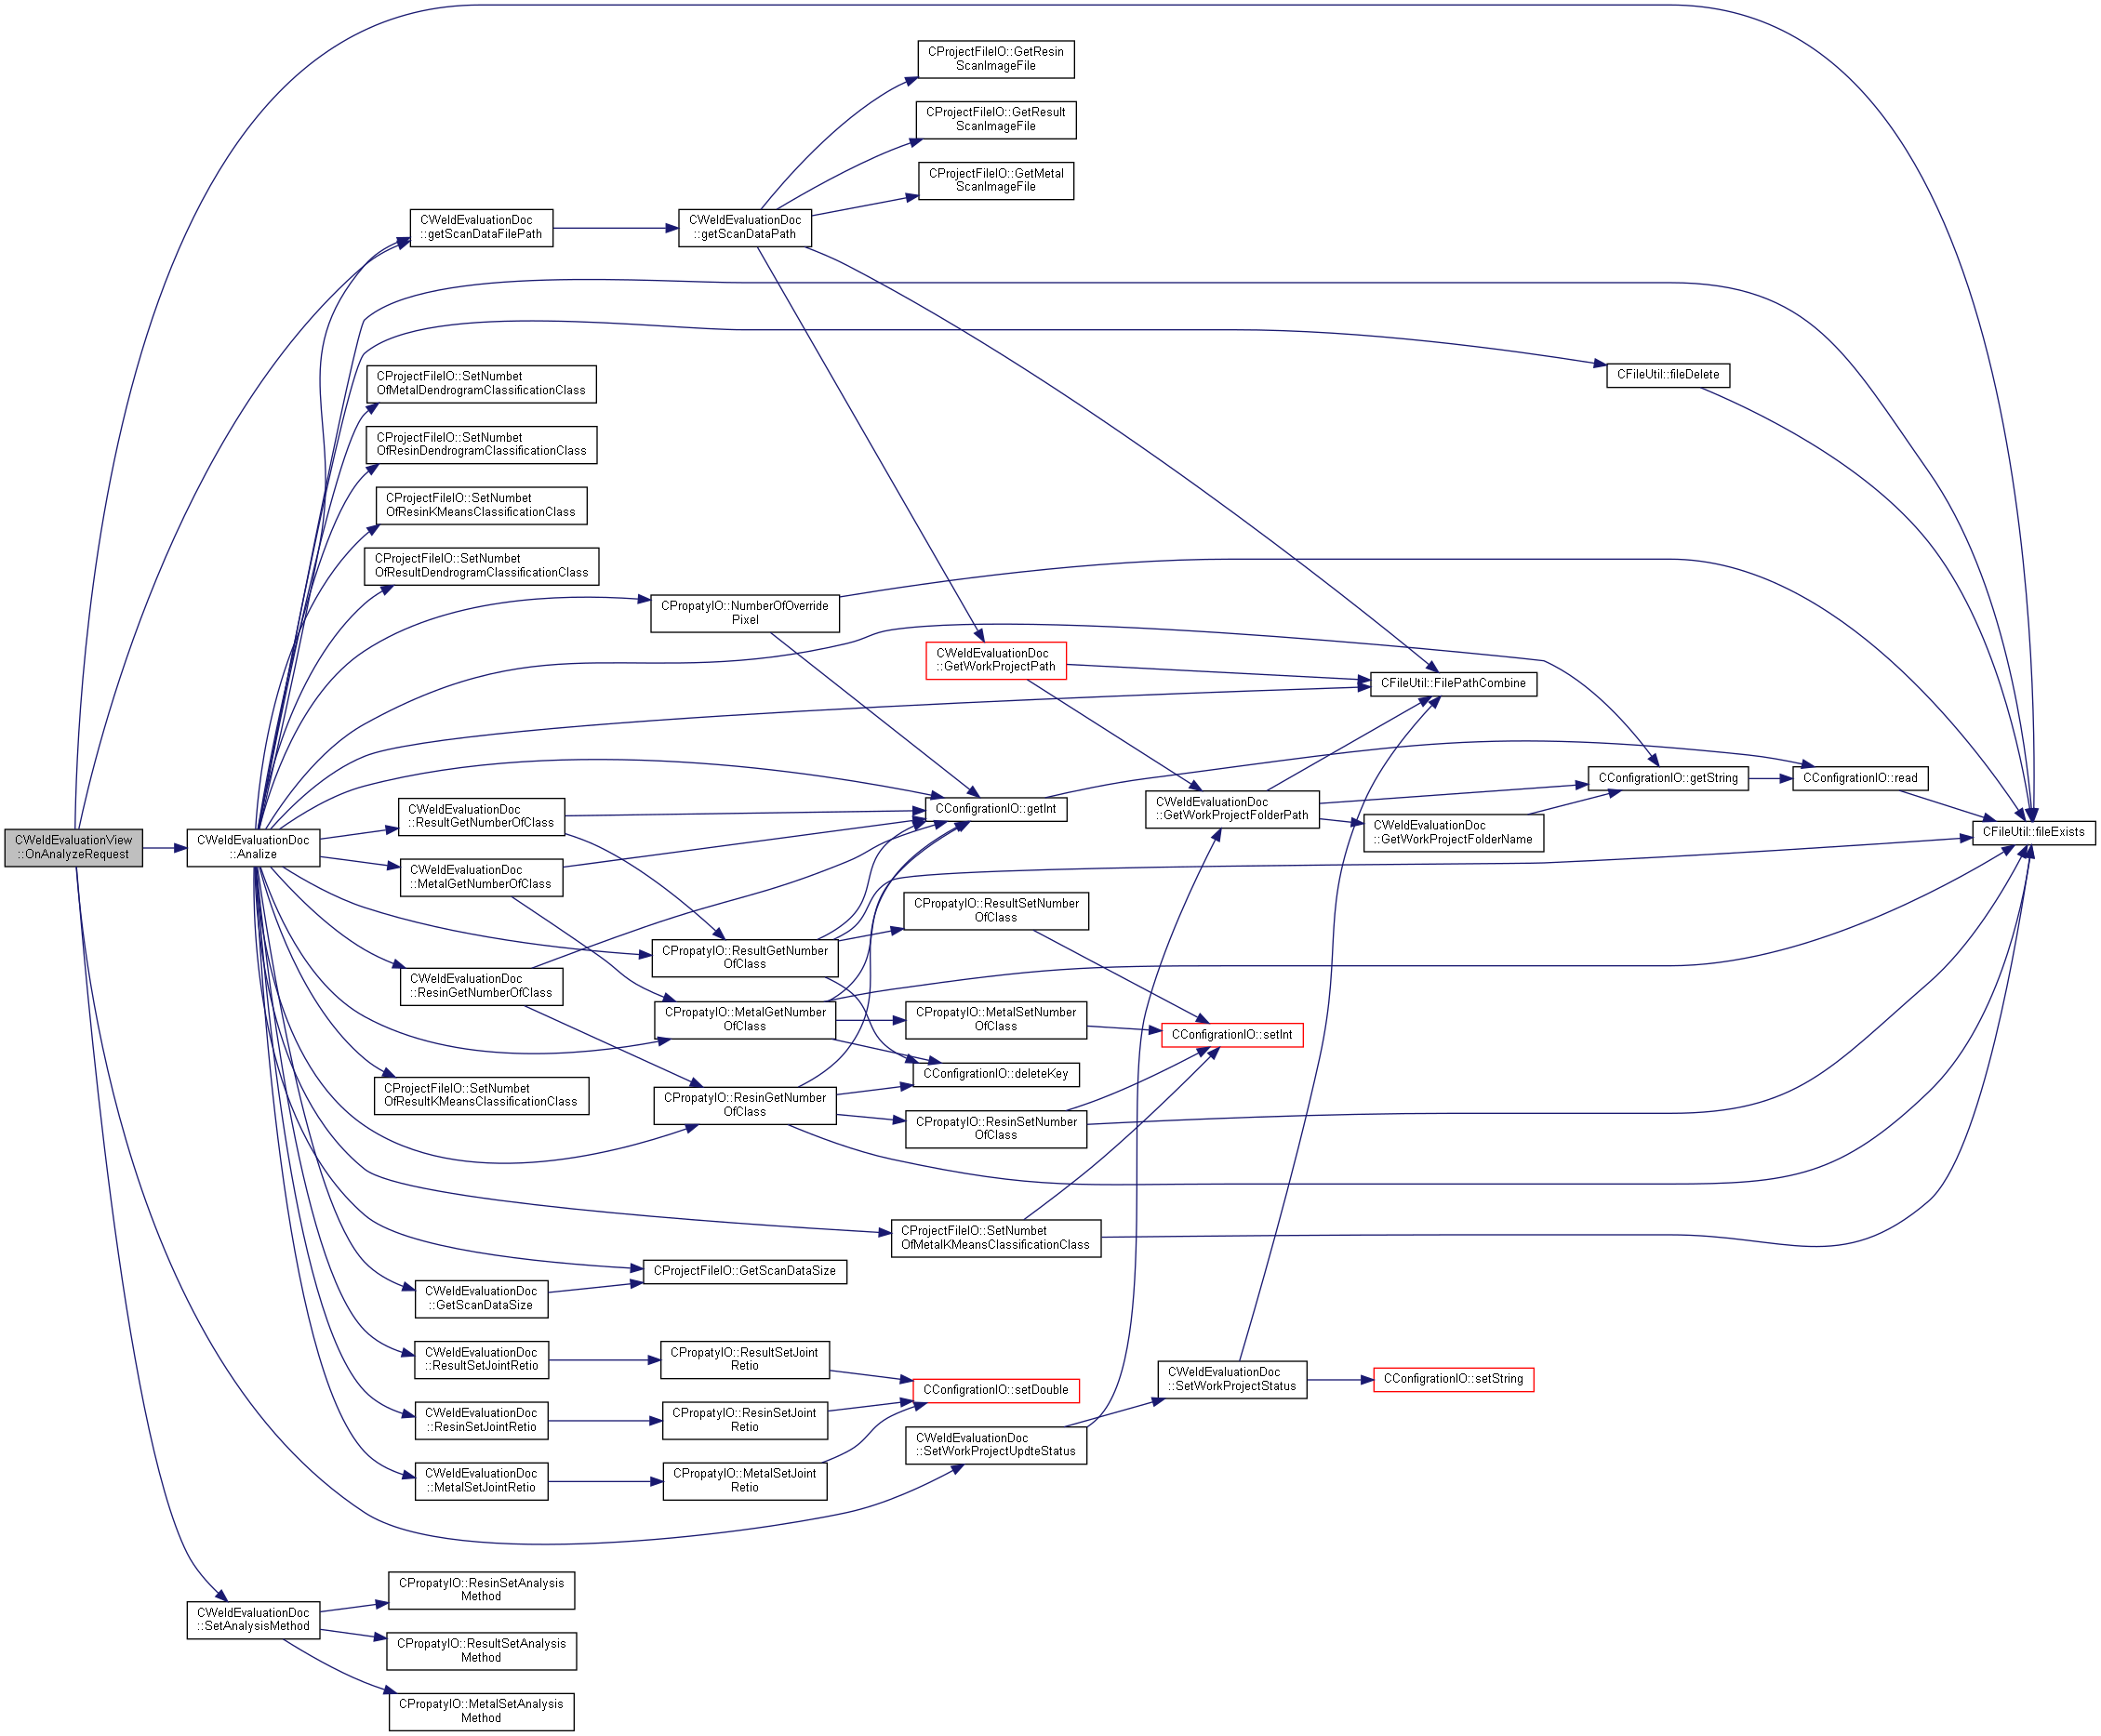 CProjectFileIO::GetResin
ScanImageFile
CProjectFileIO::GetResult
ScanImageFile
CProjectFileIO::GetMetal
ScanImageFile
CWeldEvaluationDoc
::getScanDataFilePath
CWeldEvaluationDoc
::getScanDataPath
CFileUtil::fileDelete
CProjectFileIO::SetNumbet
OfMetalDendrogramClassificationClass
CProjectFileIO::SetNumbet
OfResinDendrogramClassificationClass
CProjectFileIO::SetNumbet
OfResinKMeansClassificationClass
CProjectFileIO::SetNumbet
OfResultDendrogramClassificationClass
CPropatyIO::NumberOfOverride
Pixel
CWeldEvaluationDoc
::GetWorkProjectPath
CFileUtil::FilePathCombine
CConfigrationIO::getString
CConfigrationIO::read
CWeldEvaluationDoc
::ResultGetNumberOfClass
CConfigrationIO::getInt
CWeldEvaluationDoc
::GetWorkProjectFolderPath
CWeldEvaluationDoc
::GetWorkProjectFolderName
CFileUtil::fileExists
CWeldEvaluationView
::OnAnalyzeRequest
CWeldEvaluationDoc
::Analize
CWeldEvaluationDoc
::MetalGetNumberOfClass
CPropatyIO::ResultSetNumber
OfClass
CPropatyIO::ResultGetNumber
OfClass
CWeldEvaluationDoc
::ResinGetNumberOfClass
CPropatyIO::MetalGetNumber
OfClass
CPropatyIO::MetalSetNumber
OfClass
CConfigrationIO::setInt
CConfigrationIO::deleteKey
CProjectFileIO::SetNumbet
OfResultKMeansClassificationClass
CPropatyIO::ResinGetNumber
OfClass
CPropatyIO::ResinSetNumber
OfClass
CProjectFileIO::SetNumbet
OfMetalKMeansClassificationClass
CProjectFileIO::GetScanDataSize
CWeldEvaluationDoc
::GetScanDataSize
CWeldEvaluationDoc
::ResultSetJointRetio
CPropatyIO::ResultSetJoint
Retio
CConfigrationIO::setDouble
CWeldEvaluationDoc
::SetWorkProjectStatus
CConfigrationIO::setString
CWeldEvaluationDoc
::ResinSetJointRetio
CPropatyIO::ResinSetJoint
Retio
CWeldEvaluationDoc
::SetWorkProjectUpdteStatus
CWeldEvaluationDoc
::MetalSetJointRetio
CPropatyIO::MetalSetJoint
Retio
CWeldEvaluationDoc
::SetAnalysisMethod
CPropatyIO::ResinSetAnalysis
Method
CPropatyIO::ResultSetAnalysis
Method
CPropatyIO::MetalSetAnalysis
Method